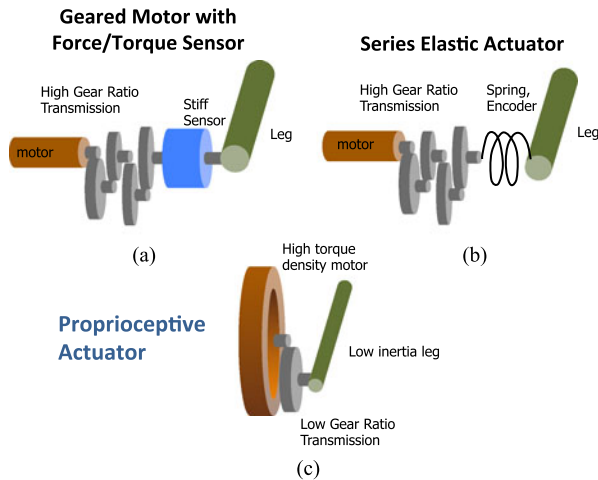 Geared Motor with
Force/Torque Sensor
High Gear Ratio
Transmission
Stiff
Sensor
motor
Leg
(a)
Series Elastic Actuator
High Gear Ratio
Transmission
Spring,
Encoder
motor
Leg
(b)
High torque
density motor
Proprioceptive
Actuator
Low inertia leg
Low Gear Ratio
Transmission
(c)